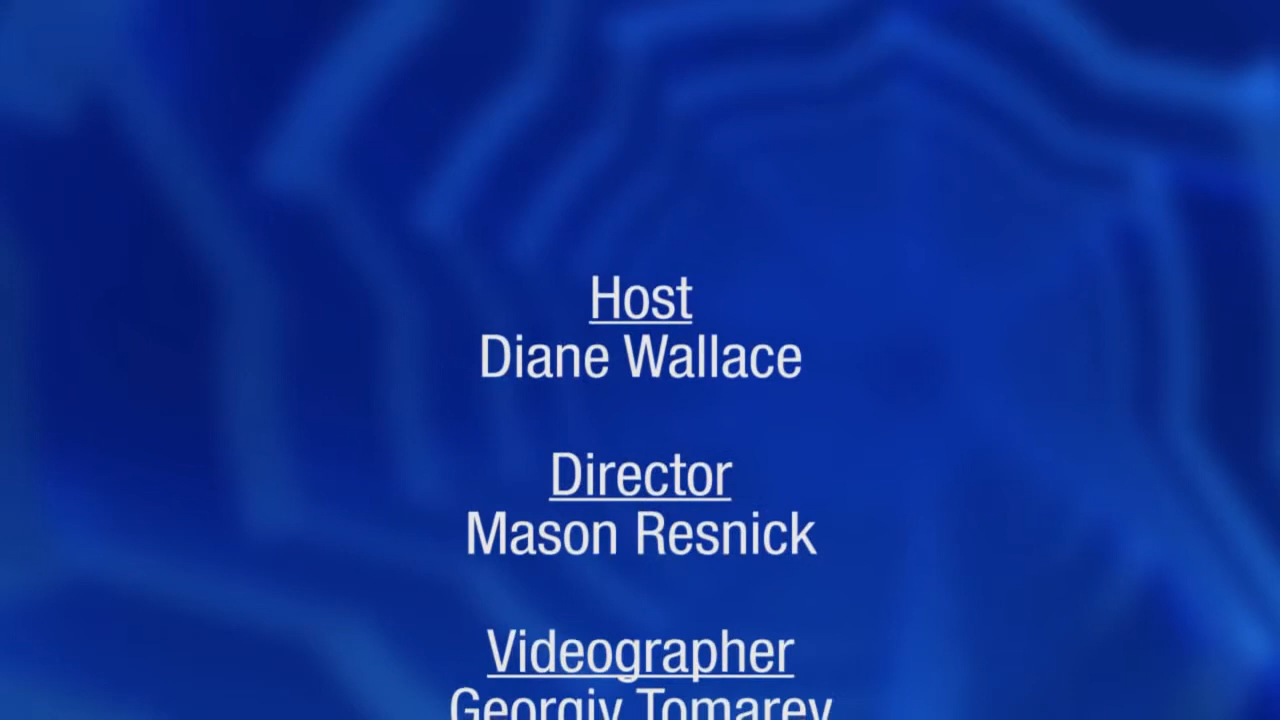 Host
Diane Wallace
Director
Mason Resnick
Videographer
Georgiy Tomarev